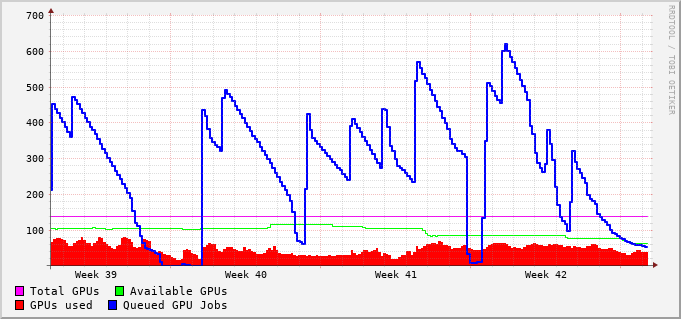 700
600
500
400
300
200
100
Week 39 Week 40 Week 41 Week 42
Total GPUs Available GPUs
GPUs used Queued GPU Jobs
RRDTOOL / TOBI OETIKER